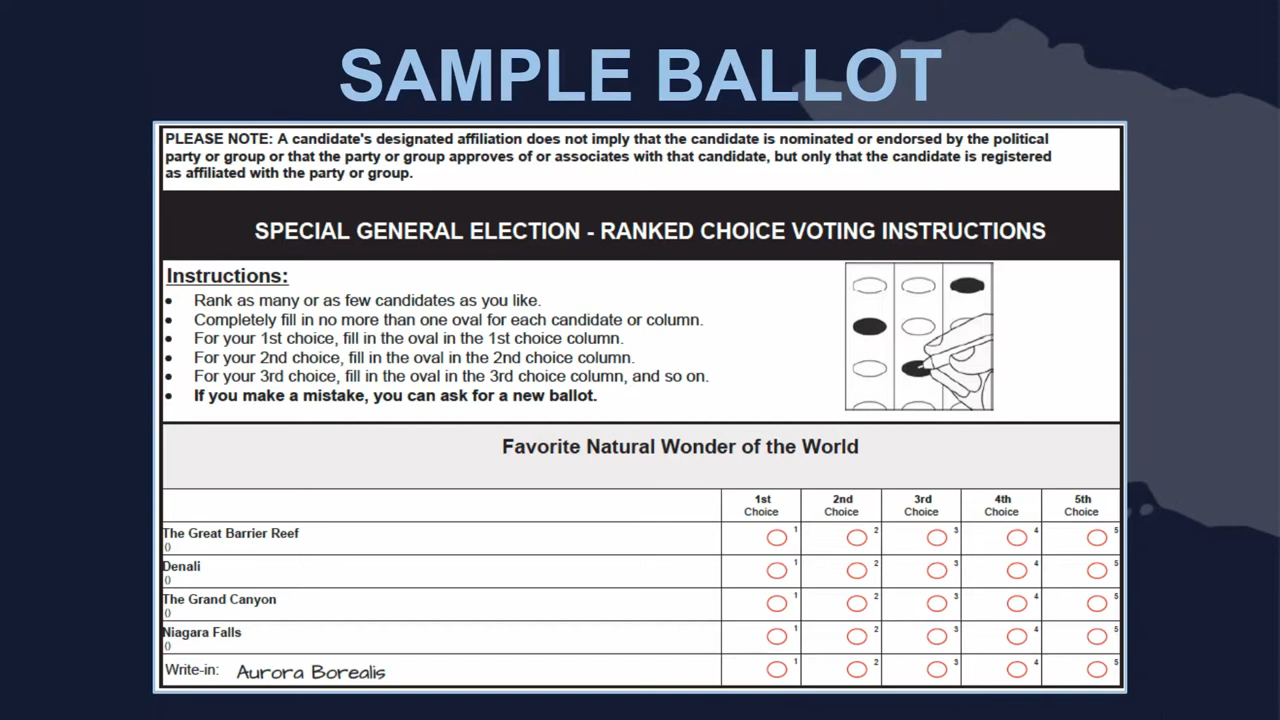 SAMPLE BALLOT
PLEASE NOTE: A candidate's designated affiliation does not imply that the candidate is nominated or endorsed by the political
party or group or that the party or group approves of or associates with that candidate, but only that the candidate is registered
as affiliated with the party or group.
SPECIAL GENERAL ELECTION - RANKED CHOICE VOTING INSTRUCTIONS
Instructions:
• Rank as many or as few candidates as you like.
• Completely fill in no more than one oval for each candidate or column.
• For your 1st choice, fill in the oval in the 1st choice column.
• For your 2nd choice, fill in the oval in the 2nd choice column.
• For your 3rd choice, fill in the oval in the 3rd choice column, and so on.
• If you make a mistake, you can ask for a new ballot.
Favorite Natural Wonder of the World
1st 2nd 3rd 4th 5th
Choice Choice Choice Choice Choice
The Great Barrier Reef 1 2 3 4 5
()
Denali 1 2 3 4 5
()
The Grand Canyon 1 2 3 4 5
()
Niagara Falls 1 2 3 4 5
()
Write-in: Aurora Borealis 1 2 3 4 5